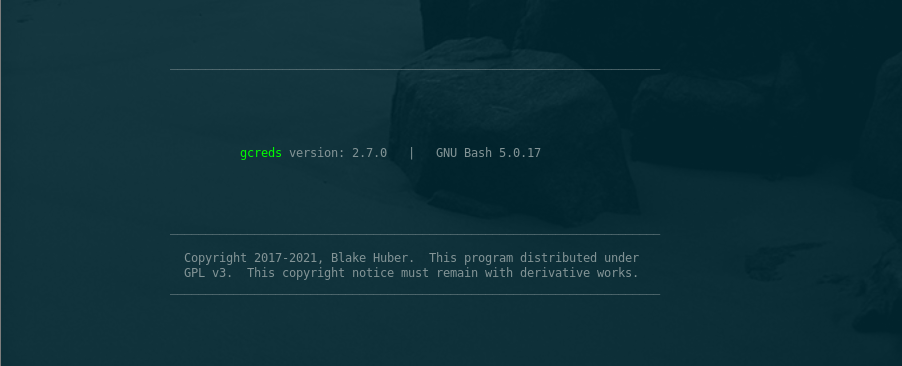 gcreds version: 2.7.0 | GNU Bash 5.0.17
Copyright 2017-2021, Blake Huber. This program distributed under
GPL v3. This copyright notice must remain with derivative works.